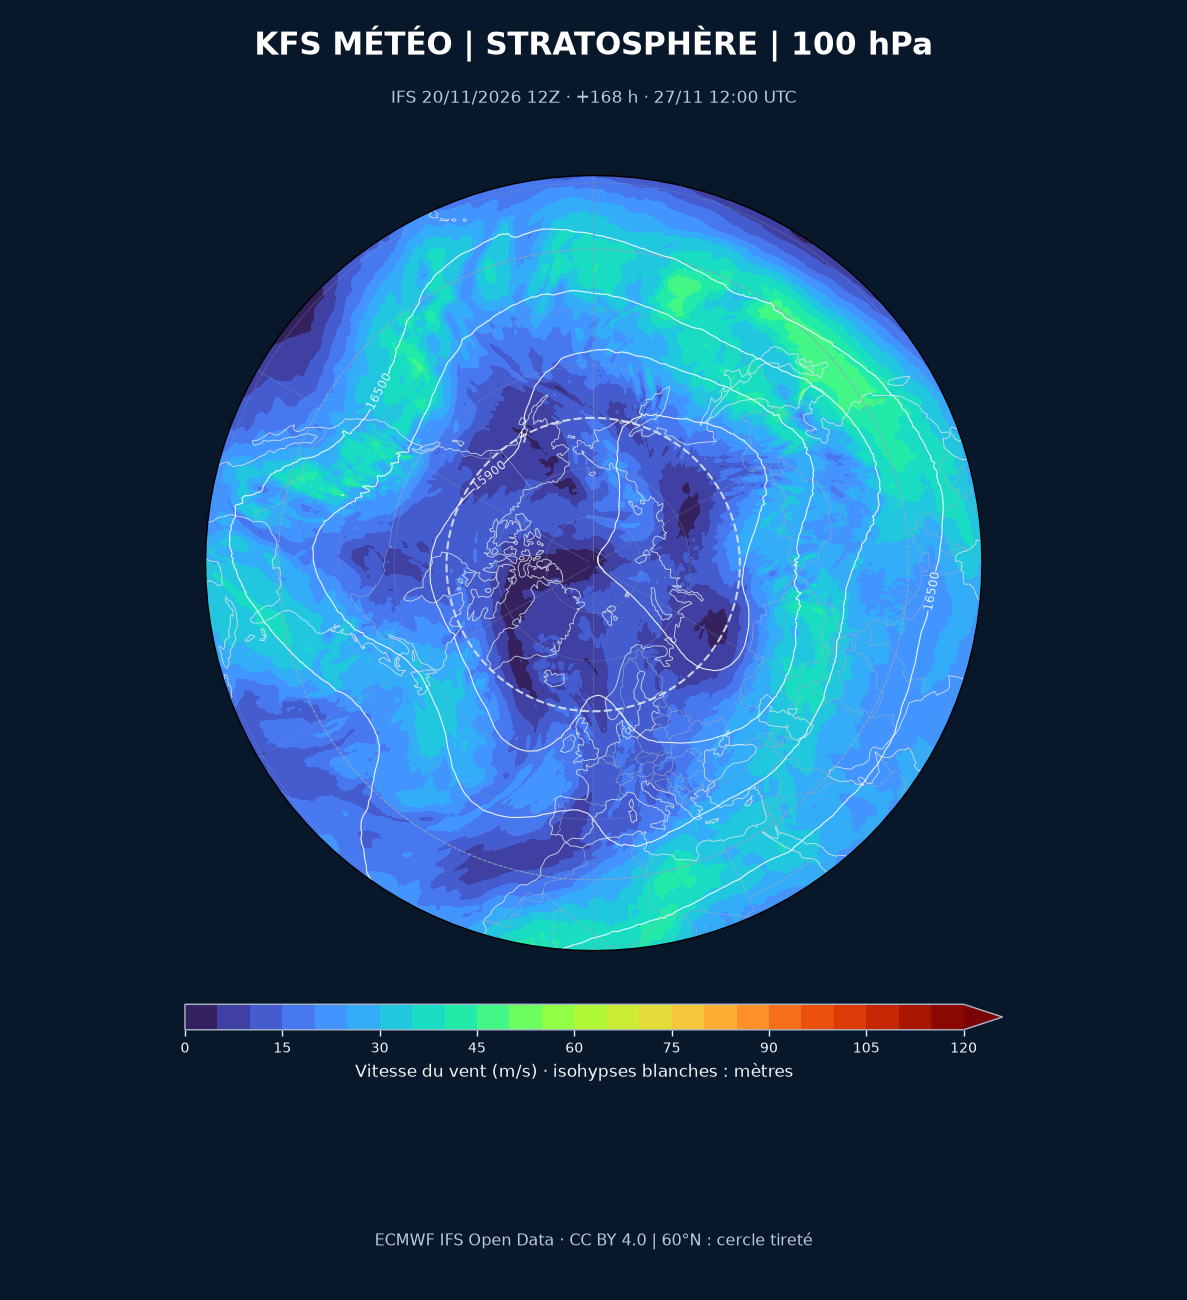 KFS MÉTÉO | STRATOSPHÈRE | 100 hPa
IFS 20/11/2026 12Z · +168 h · 27/11 12:00 UTC
16500
15900
16500
0 15 30 45 60 75 90 105 120
Vitesse du vent (m/s) · isohypses blanches : mètres
ECMWF IFS Open Data · CC BY 4.0 | 60°N : cercle tireté